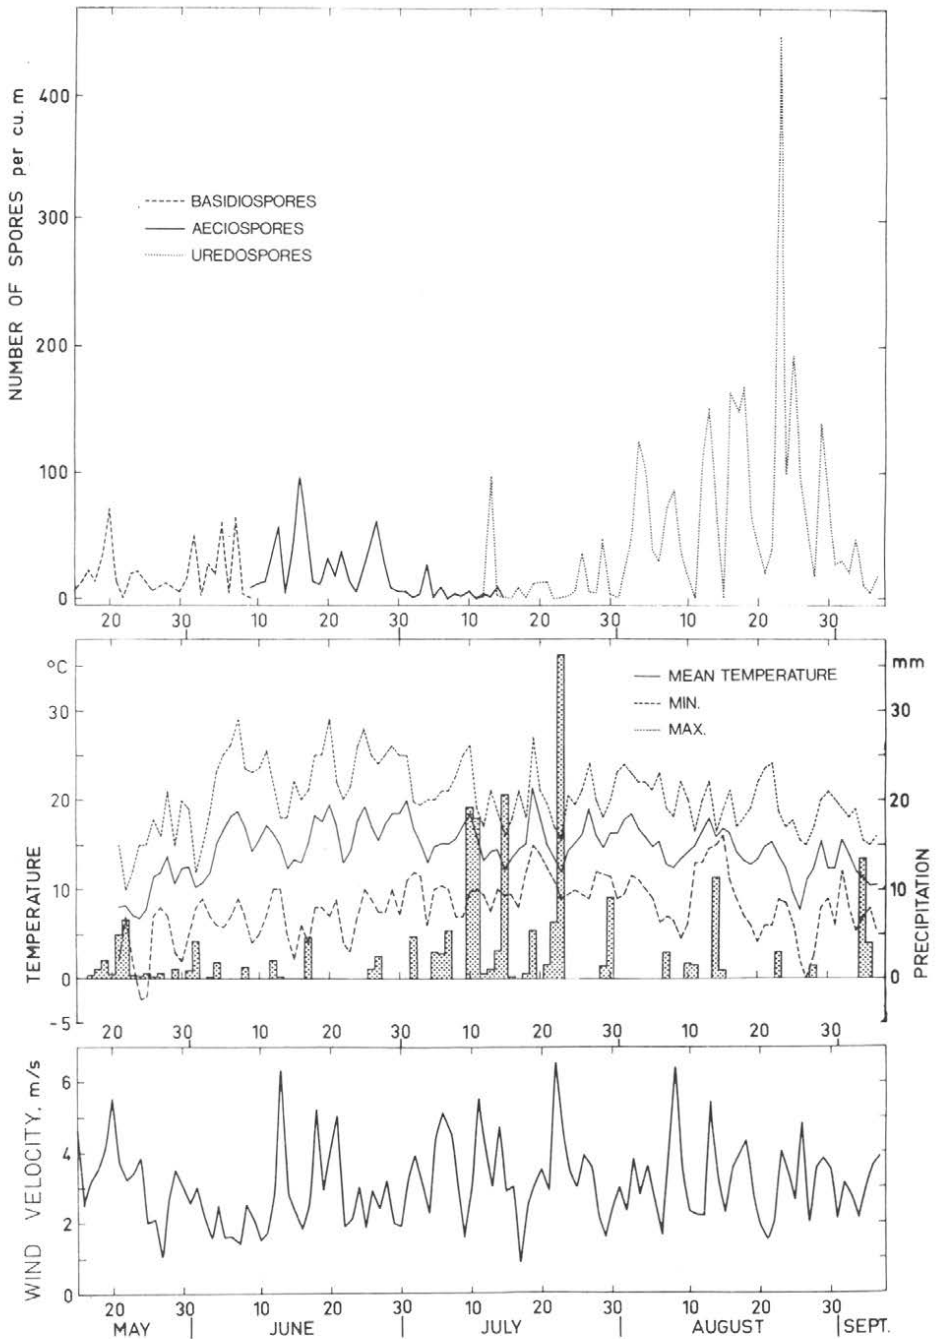 NUMBER OF SPORES per cu. m
400
300
200
100
0
BASIDIOSPORES
AECIOSPORES
UREDOSPORES
20 30 10 20 30 10 20 30 10 20 30
°C
30
20
10
0
-5
TEMPERATURE
MEAN TEMPERATURE
MIN.
MAX.
mm
30
20
10
0
PRECIPITATION
20 30 10 20 30 10 20 30 10 20 30
WIND VELOCITY, m/s
6
4
2
0
20 30 10 20 30 10 20 30 10 20 30
MAY JUNE JULY AUGUST SEPT.